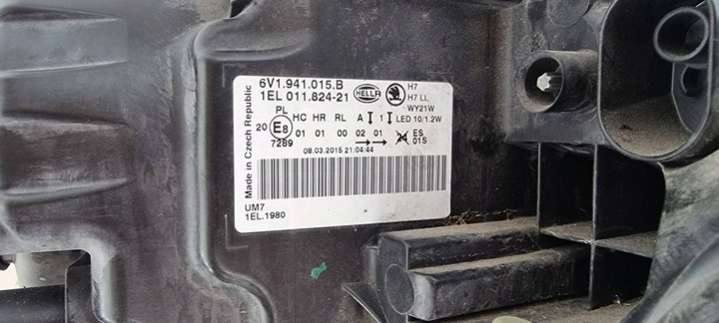 6V1.941.015.B
1EL 011.824-21
HELLA
H7
H7 LL
WY21W
LED 10/1.2W
PL
HC HR RL A 1
20 E8 01 01 00 02 01
7289
ES
01S
08.03.2015 21:04:44
Made in Czech Republic
UM7
1EL.1980